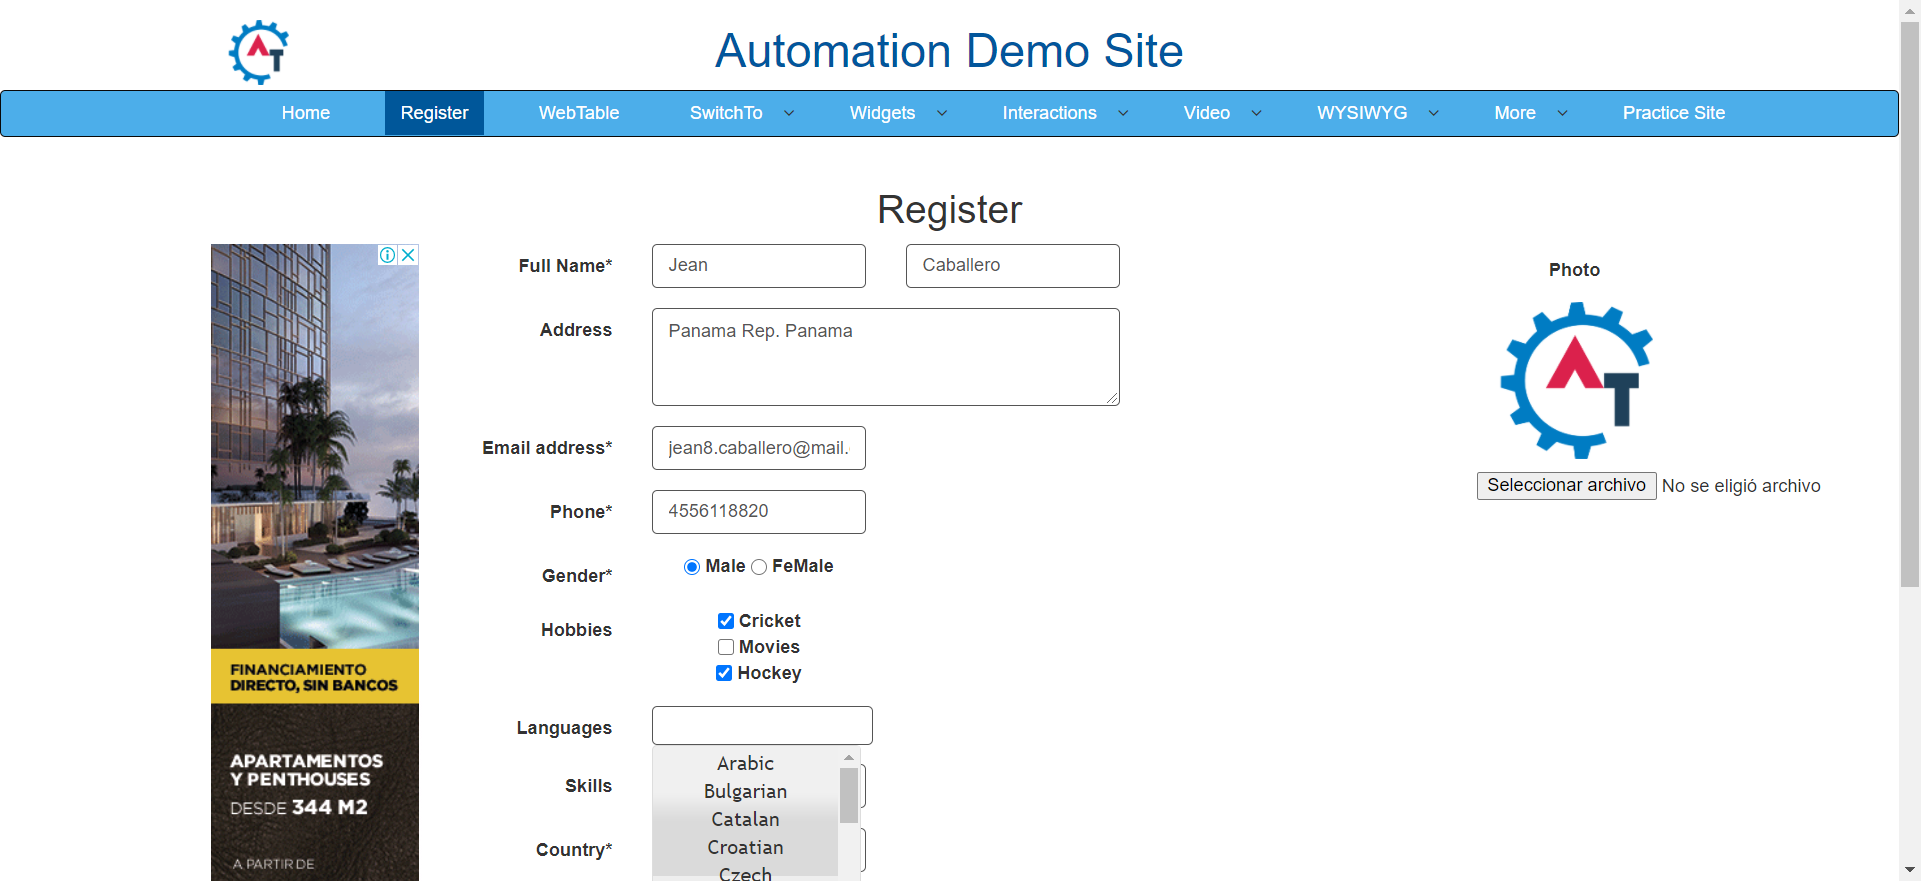 AT
Automation Demo Site
Home Register WebTable SwitchTo Widgets Interactions Video WYSIWYG More Practice Site
Register
Full Name* Jean Caballero
Photo
Address Panama Rep. Panama
AT
Email address* jean8.caballero@mail.
Seleccionar archivo No se eligió archivo
Phone* 4556118820
Gender* Male FeMale
Hobbies Cricket
Movies
Hockey
Languages
Arabic
Skills
Bulgarian
Catalan
Country*
Croatian
Czech
FINANCIAMIENTO
DIRECTO, SIN BANCOS
APARTAMENTOS
Y PENTHOUSES
DESDE 344 M2
A PARTIR DE